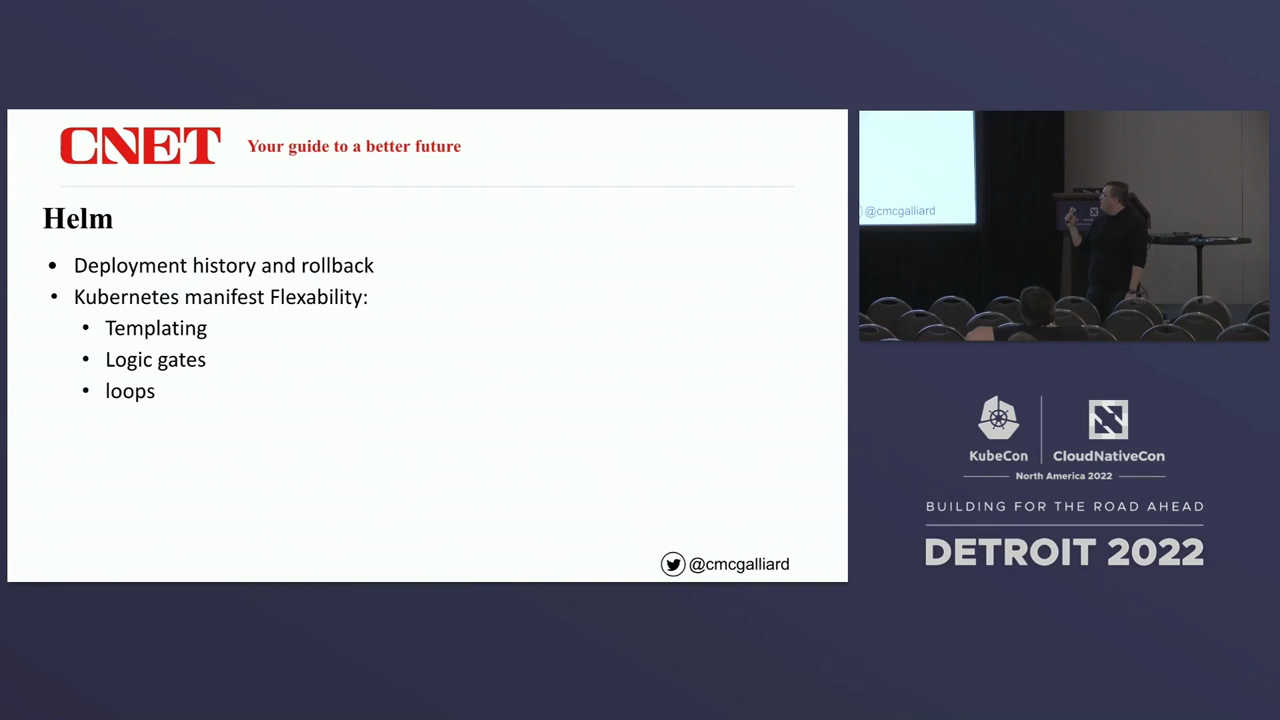 CNET
Your guide to a better future
Helm
• Deployment history and rollback
• Kubernetes manifest Flexability:
• Templating
• Logic gates
• loops
@cmcgalliard
@cmcgalliard
KubeCon
CloudNativeCon
North America 2022
BUILDING FOR THE ROAD AHEAD
DETROIT 2022